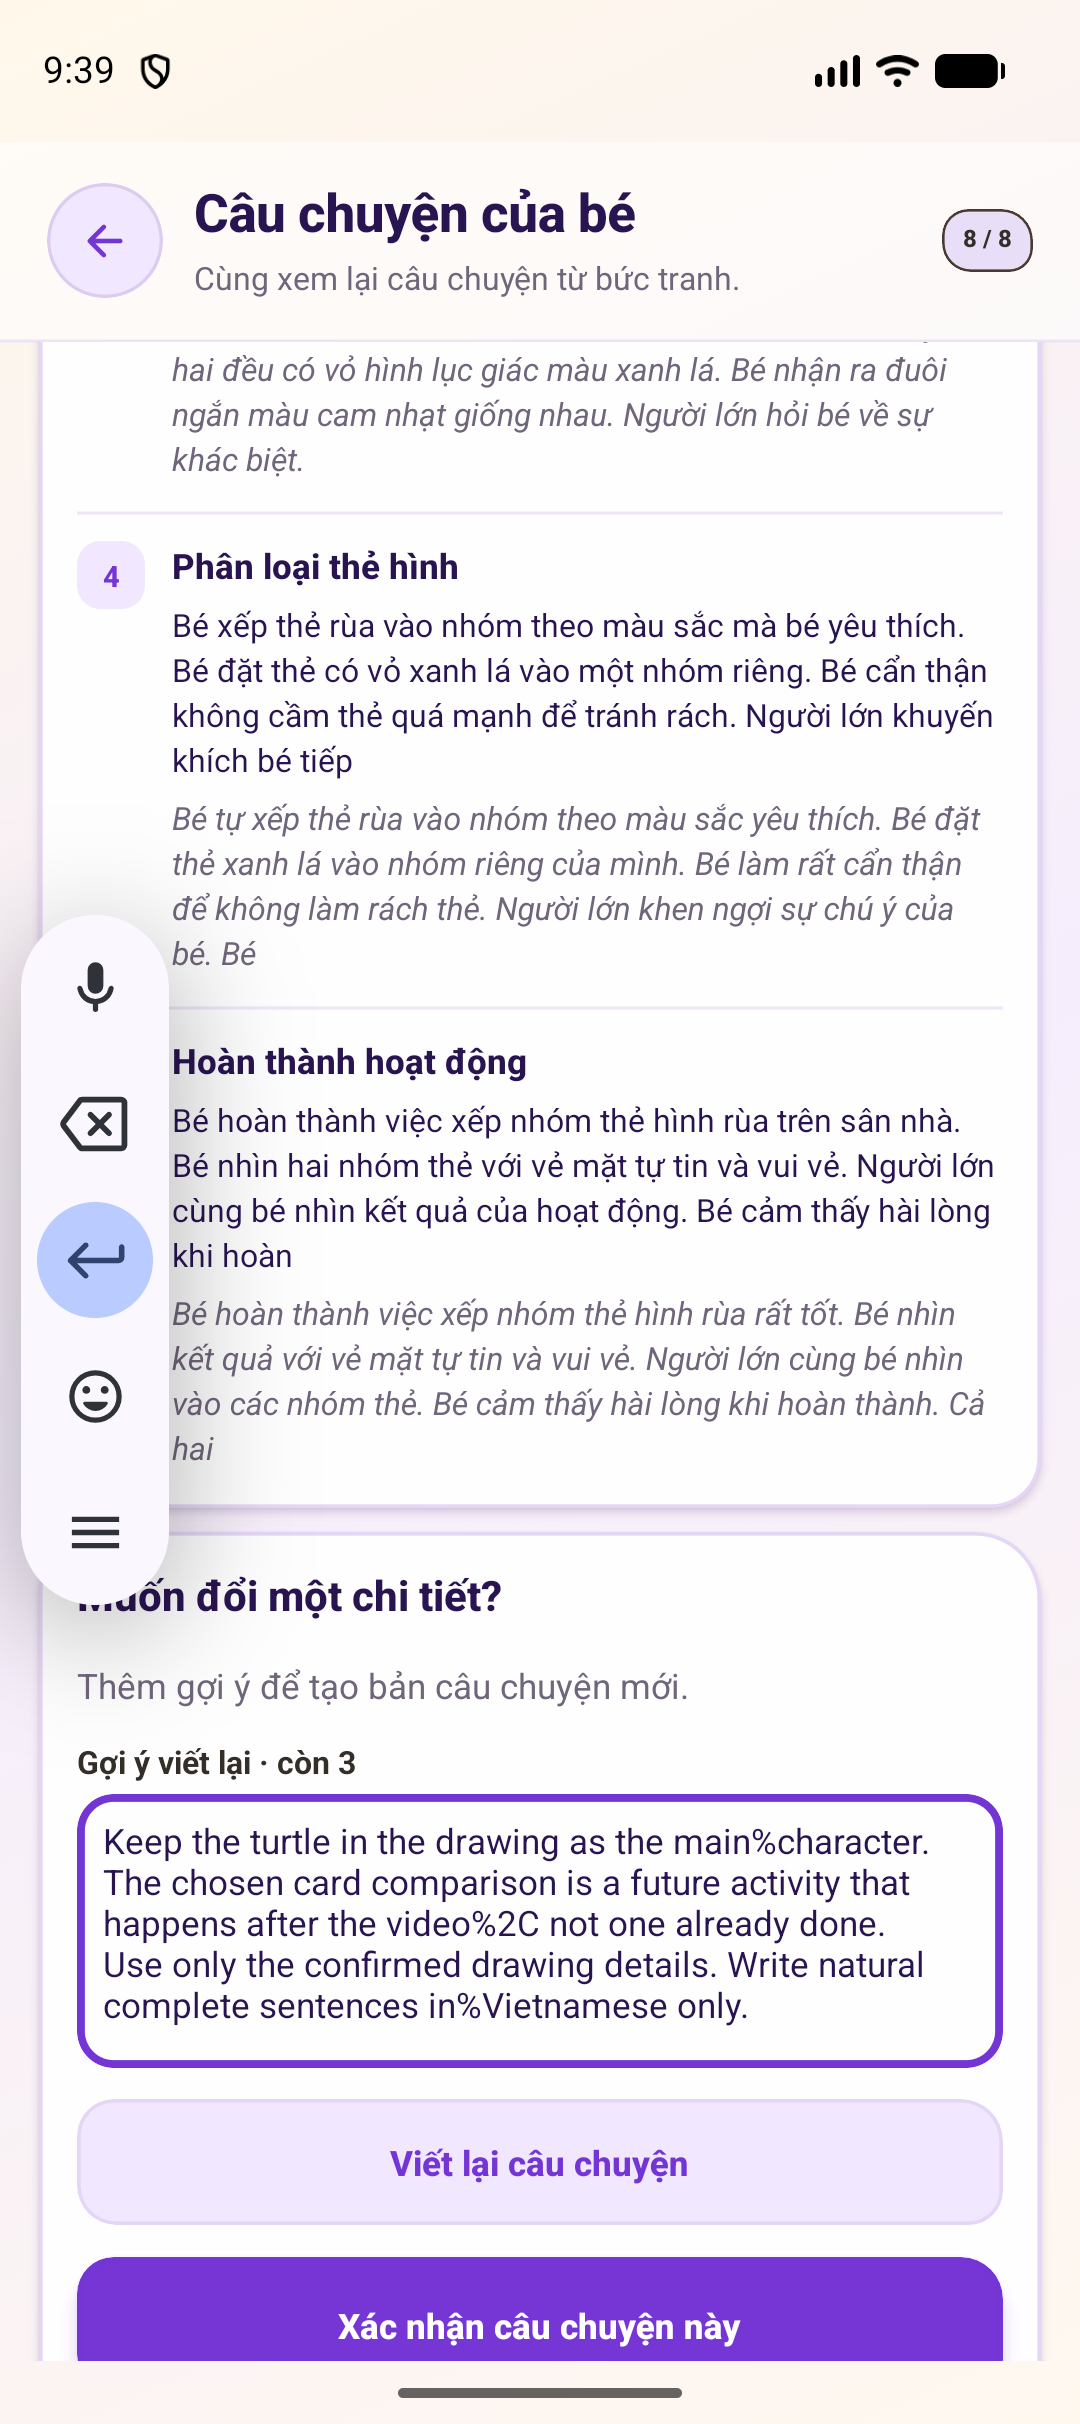 9:39
Câu chuyện của bé
Cùng xem lại câu chuyện từ bức tranh.
8 / 8
hai đều có vỏ hình lục giác màu xanh lá. Bé nhận ra đuôi
ngắn màu cam nhạt giống nhau. Người lớn hỏi bé về sự
khác biệt.
4
Phân loại thẻ hình
Bé xếp thẻ rùa vào nhóm theo màu sắc mà bé yêu thích.
Bé đặt thẻ có vỏ xanh lá vào một nhóm riêng. Bé cẩn thận
không cầm thẻ quá mạnh để tránh rách. Người lớn khuyến
khích bé tiếp
Bé tự xếp thẻ rùa vào nhóm theo màu sắc yêu thích. Bé đặt
thẻ xanh lá vào nhóm riêng của mình. Bé làm rất cẩn thận
để không làm rách thẻ. Người lớn khen ngợi sự chú ý của
bé. Bé
Hoàn thành hoạt động
Bé hoàn thành việc xếp nhóm thẻ hình rùa trên sân nhà.
Bé nhìn hai nhóm thẻ với vẻ mặt tự tin và vui vẻ. Người lớn
cùng bé nhìn kết quả của hoạt động. Bé cảm thấy hài lòng
khi hoàn
Bé hoàn thành việc xếp nhóm thẻ hình rùa rất tốt. Bé nhìn
kết quả với vẻ mặt tự tin và vui vẻ. Người lớn cùng bé nhìn
vào các nhóm thẻ. Bé cảm thấy hài lòng khi hoàn thành. Cả
hai
Muốn đổi một chi tiết?
Thêm gợi ý để tạo bản câu chuyện mới.
Gợi ý viết lại · còn 3
Keep the turtle in the drawing as the main%character.
The chosen card comparison is a future activity that
happens after the video%2C not one already done.
Use only the confirmed drawing details. Write natural
complete sentences in%Vietnamese only.
Viết lại câu chuyện
Xác nhận câu chuyện này